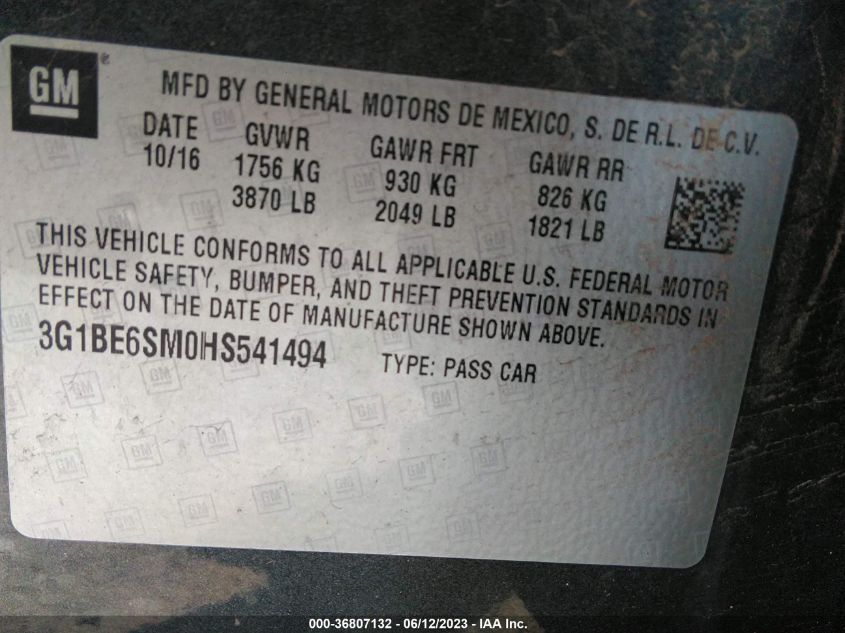 GM®
MFD BY GENERAL MOTORS DE MEXICO, S. DE R.L. DE C.V.
DATE GVWR GAWR FRT GAWR RR
10/16 1756 KG 930 KG 826 KG
3870 LB 2049 LB 1821 LB
THIS VEHICLE CONFORMS TO ALL APPLICABLE U.S. FEDERAL MOTOR
VEHICLE SAFETY, BUMPER, AND THEFT PREVENTION STANDARDS IN
EFFECT ON THE DATE OF MANUFACTURE SHOWN ABOVE.
3G1BE6SM0HS541494 TYPE: PASS CAR
000-36807132 - 06/12/2023 - IAA Inc.